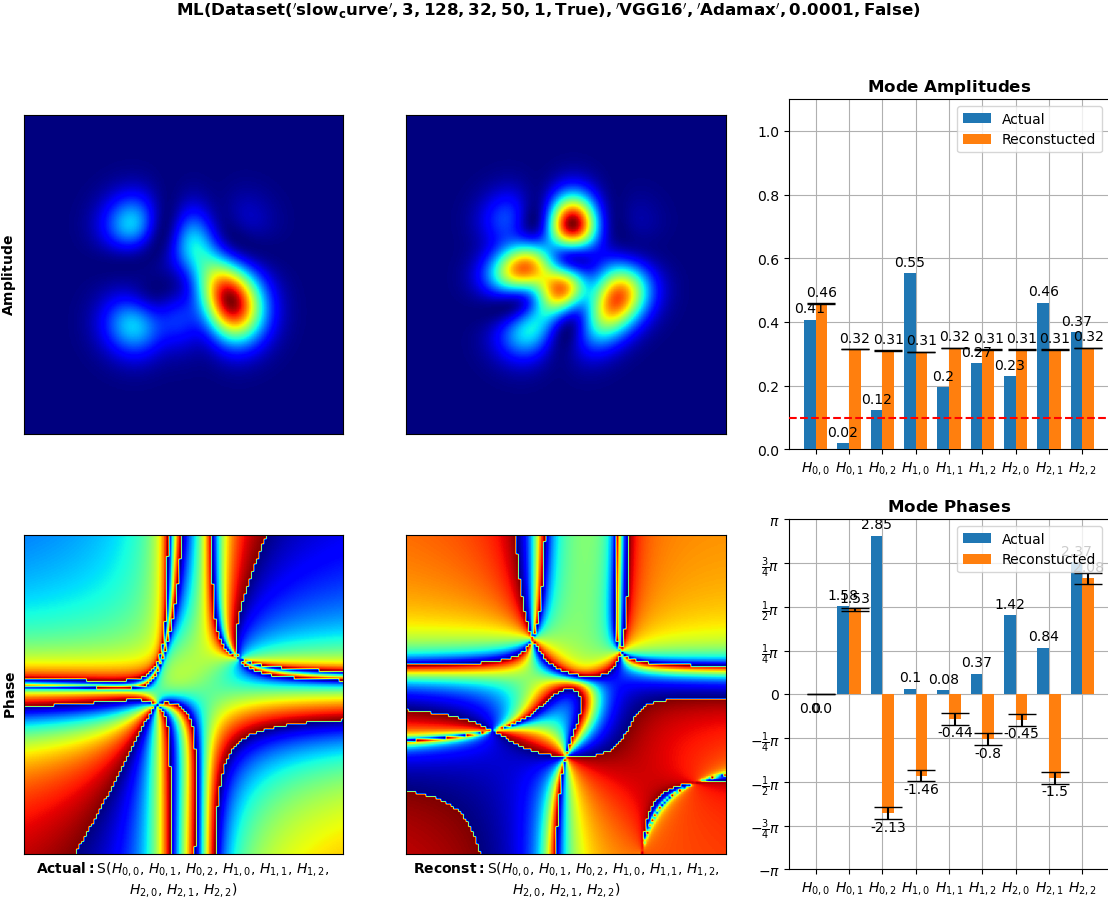 ML(Dataset('slow_curve', 3, 128, 32, 50, 1, True), 'VGG16', 'Adamax', 0.0001, False)
Amplitude
Mode Amplitudes
Actual
Reconstucted
1.0
0.8
0.6
0.4
0.2
0.0
0.41
0.46
0.02
0.32
0.12
0.31
0.55
0.31
0.2
0.32
0.27
0.31
0.23
0.31
0.46
0.31
0.37
0.32
H0,0 H0,1 H0,2 H1,0 H1,1 H1,2 H2,0 H2,1 H2,2
Phase
Mode Phases
Actual
Reconstucted
π
3/4π
1/2π
1/4π
0
−1/4π
−1/2π
−3/4π
−π
0.0
0.0
1.58
1.53
2.85
-2.13
0.1
-1.46
0.08
-0.44
0.37
-0.8
1.42
-0.45
0.84
-1.5
2.37
2.08
H0,0 H0,1 H0,2 H1,0 H1,1 H1,2 H2,0 H2,1 H2,2
Actual: S(H0,0, H0,1, H0,2, H1,0, H1,1, H1,2,
H2,0, H2,1, H2,2)
Reconst: S(H0,0, H0,1, H0,2, H1,0, H1,1, H1,2,
H2,0, H2,1, H2,2)